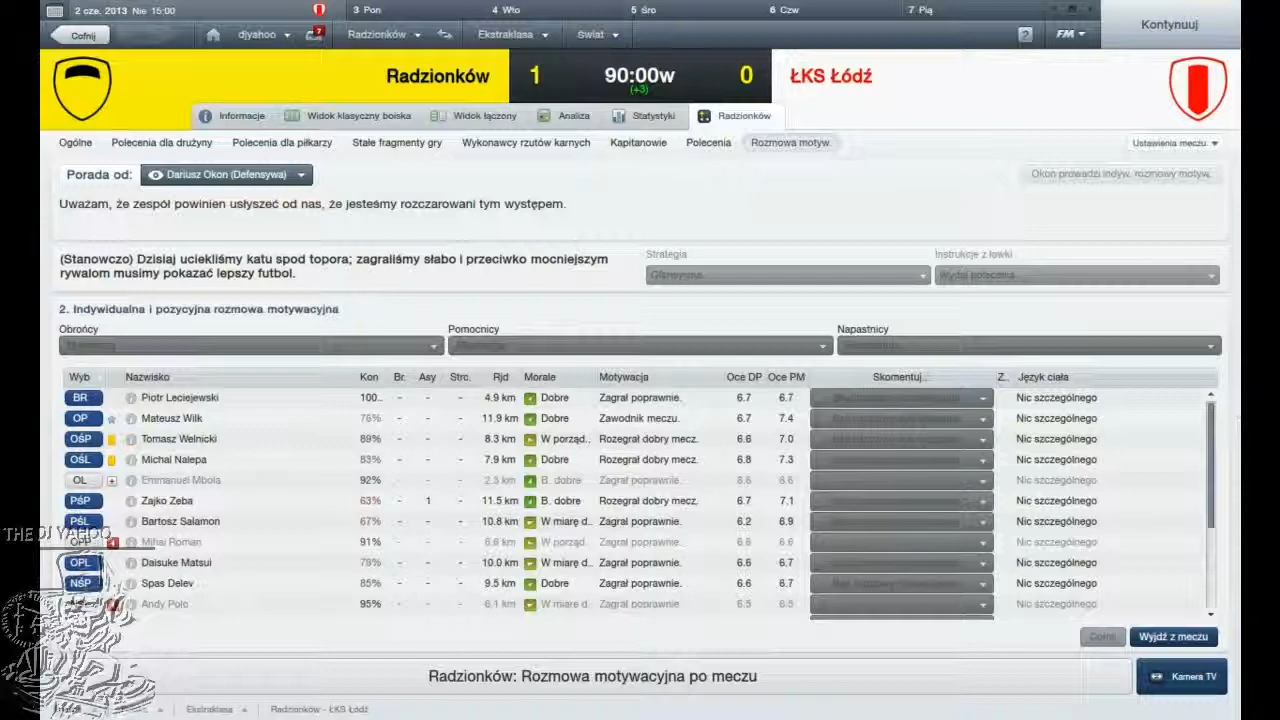 2 cze. 2013 Nie 15:00 3 Pon 4 Wto 5 Śro 6 Czw 7 Pią
Cofnij djyahoo 7 Radzionków Ekstraklasa Świat ? FM Kontynuuj
Radzionków 1 90:00w 0 ŁKS Łódź
(+3)
Informacje Widok klasyczny boiska Widok łączony Analiza Statystyki Radzionków
Ogólne Polecenia dla drużyny Polecenia dla piłkarzy Stałe fragmenty gry Wykonawcy rzutów karnych Kapitanowie Polecenia Rozmowa motyw. Ustawienia meczu
Porada od: Dariusz Okon (Defensywa) Okon prowadzi indyw. rozmowy motyw.
Uważam, że zespół powinien usłyszeć od nas, że jesteśmy rozczarowani tym występem.
(Stanowczo) Dzisiaj uciekliśmy katu spod topora; zagraliśmy słabo i przeciwko mocniejszym
rywalom musimy pokazać lepszy futbol.
Strategia Instrukcje z ławki
Ofensywna Wydaj polecenia
2. Indywidualna i pozycyjna rozmowa motywacyjna
Obrońcy Pomocnicy Napastnicy
Wyb Nazwisko Kon Br. Asy Strc. Rjd Morale Motywacja Oce DP Oce PM Skomentuj.. Z.. Język ciała
BR Piotr Leciejewski 100.. - - - 4.9 km Dobre Zagrał poprawnie. 6.7 6.7 Nic szczególnego
OP Mateusz Wilk 76% - - - 11.9 km Dobre Zawodnik meczu. 6.7 7.4 Nic szczególnego
OŚP Tomasz Wełnicki 89% - - - 8.3 km W porząd.. Rozegrał dobry mecz. 6.6 7.0 Nic szczególnego
OŚL Michał Nalepa 83% - - - 7.9 km Dobre Rozegrał dobry mecz. 6.8 7.3 Nic szczególnego
OL Emmanuel Mbola 92% - - - 2.3 km B. dobre Zagrał poprawnie. 6.6 6.6 Nic szczególnego
PŚP Zajko Zeba 63% - 1 - 11.5 km B. dobre Rozegrał dobry mecz. 6.7 7.1 Nic szczególnego
PŚL Bartosz Salamon 67% - - - 10.8 km W miarę d.. Zagrał poprawnie. 6.2 6.9 Nic szczególnego
OPP Mihai Roman 91% - - - 6.6 km W porząd.. Zagrał poprawnie. 6.6 6.6 Nic szczególnego
OPL Daisuke Matsui 79% - - - 10.0 km W miarę d.. Zagrał poprawnie. 6.6 6.7 Nic szczególnego
NŚP Spas Delev 85% - - - 9.5 km Dobre Zagrał poprawnie. 6.6 6.7 Nic szczególnego
Andy Polo 95% - - - 6.1 km W miarę d.. Zagrał poprawnie. 6.5 6.5 Nic szczególnego
THE DJ YAHOO
Cofnij Wyjdź z meczu
Radzionków: Rozmowa motywacyjna po meczu Kamera TV
Ekstraklasa Radzionków - ŁKS Łódź